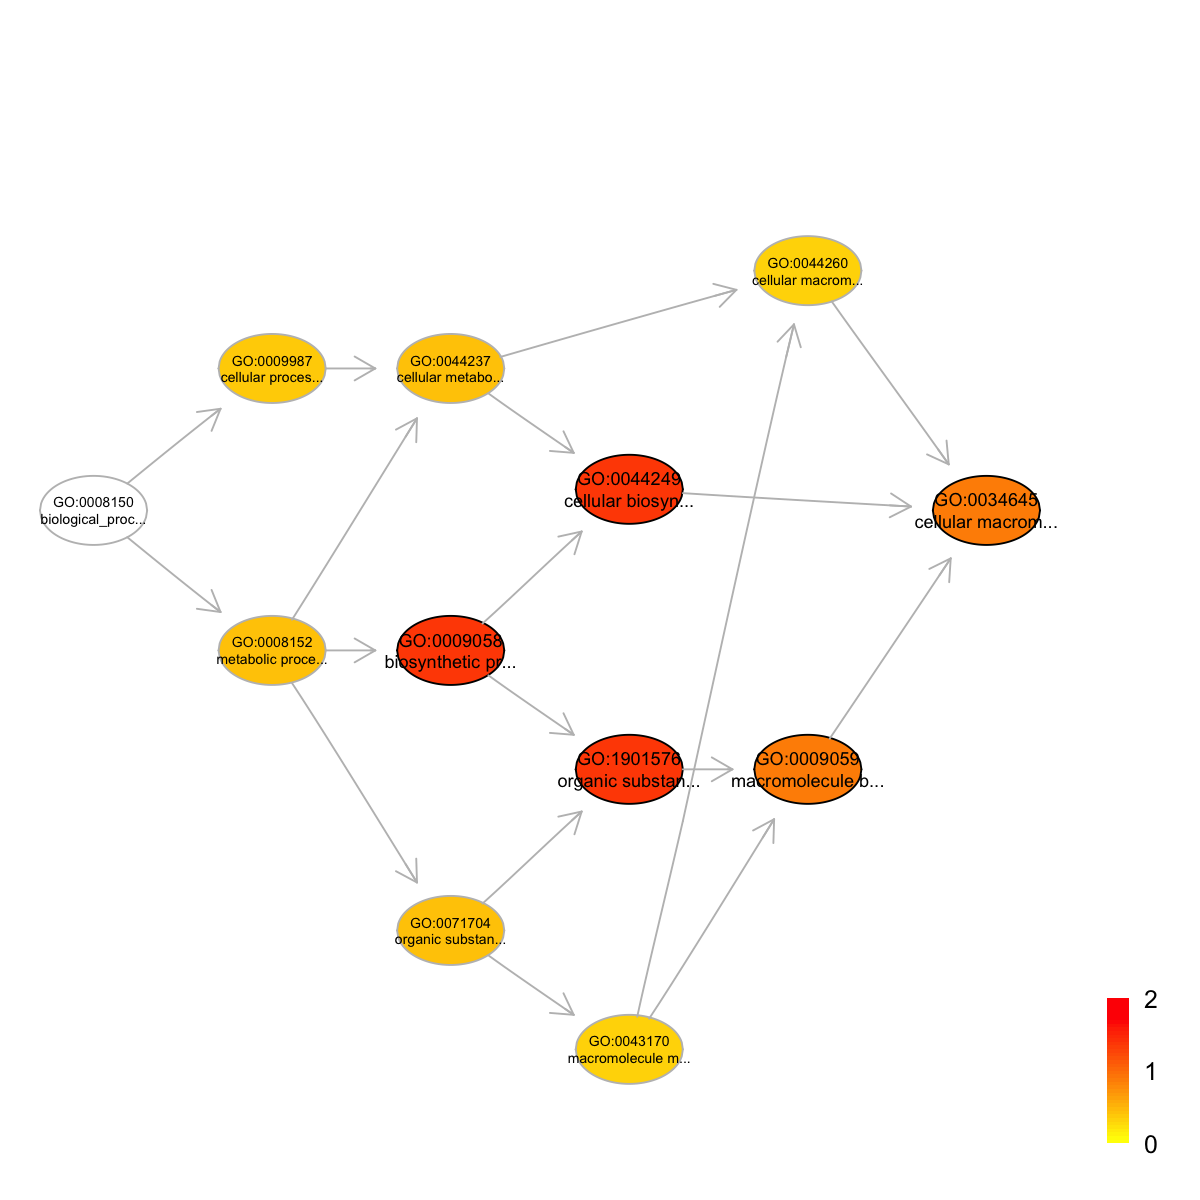 GO:0044260
cellular macrom...
GO:0009987
cellular proces...
GO:0044237
cellular metabo...
GO:0044249
cellular biosyn...
GO:0008150
biological_proc...
GO:0034645
cellular macrom...
GO:0008152
metabolic proce...
GO:0009058
biosynthetic pr...
GO:1901576
organic substan...
GO:0009059
macromolecule b...
GO:0071704
organic substan...
GO:0043170
macromolecule m...
2
1
0